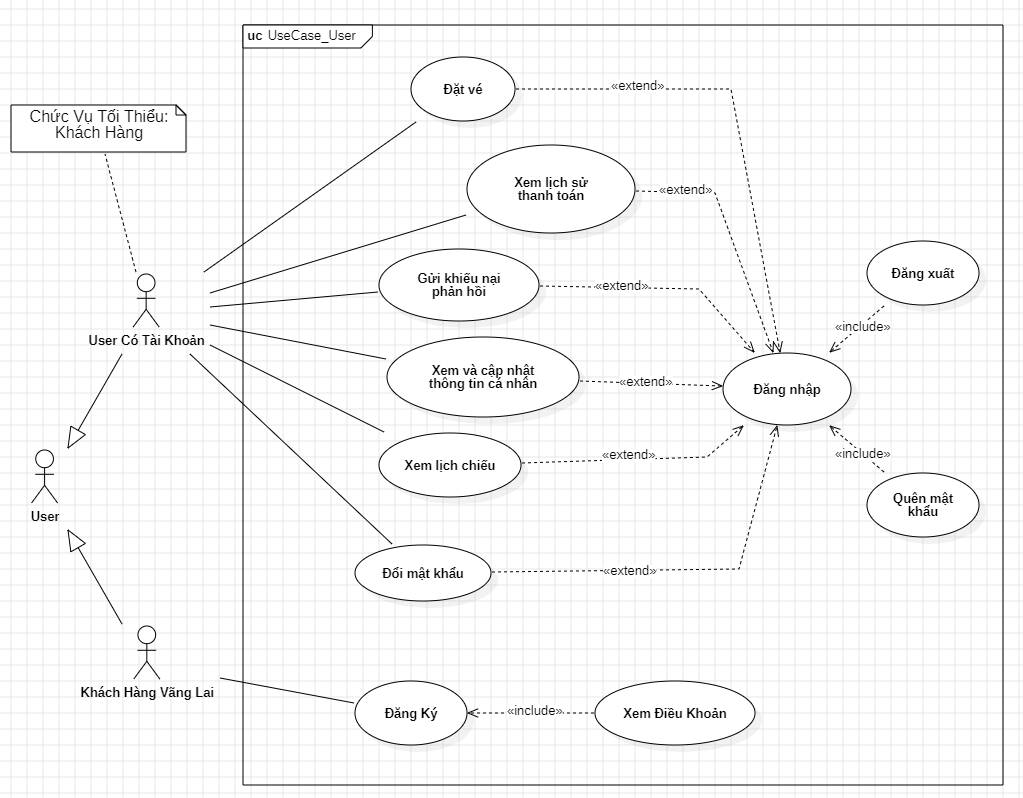 uc UseCase_User
Chức Vụ Tối Thiểu:
Khách Hàng
Đặt vé
«extend»
Xem lịch sử
thanh toán
«extend»
Gửi khiếu nại
phản hồi
«extend»
Đăng xuất
«include»
User Có Tài Khoản
Xem và cập nhật
thông tin cá nhân
«extend»
Đăng nhập
Xem lịch chiếu
«extend»
«include»
Quên mật
khẩu
User
Đổi mật khẩu
«extend»
Khách Hàng Vãng Lai
Đăng Ký
«include»
Xem Điều Khoản